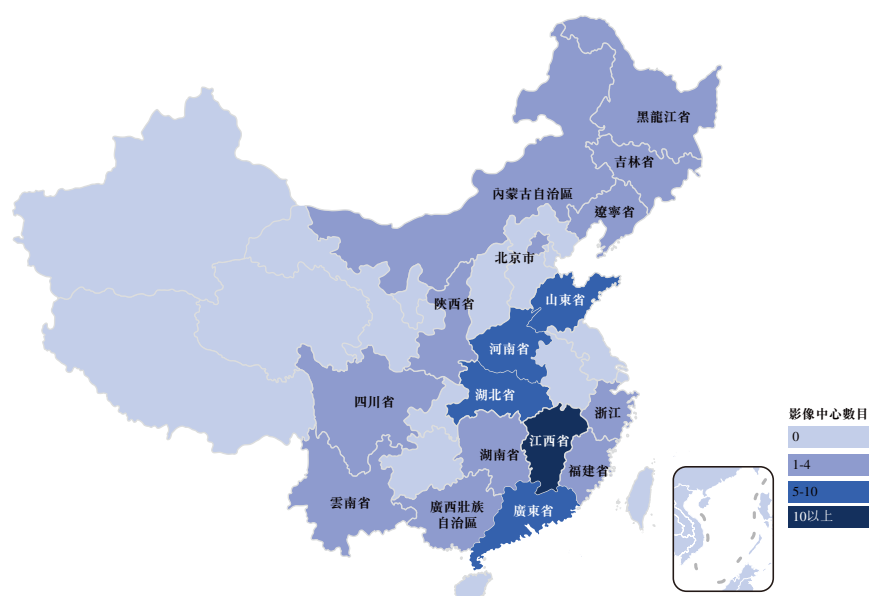 黑龍江省
吉林省
內蒙古自治區
遼寧省
北京市
山東省
陝西省
河南省
湖北省
四川省
浙江
江西省
湖南省
福建省
雲南省
廣西壯族
自治區
廣東省
影像中心數目
0
1-4
5-10
10以上